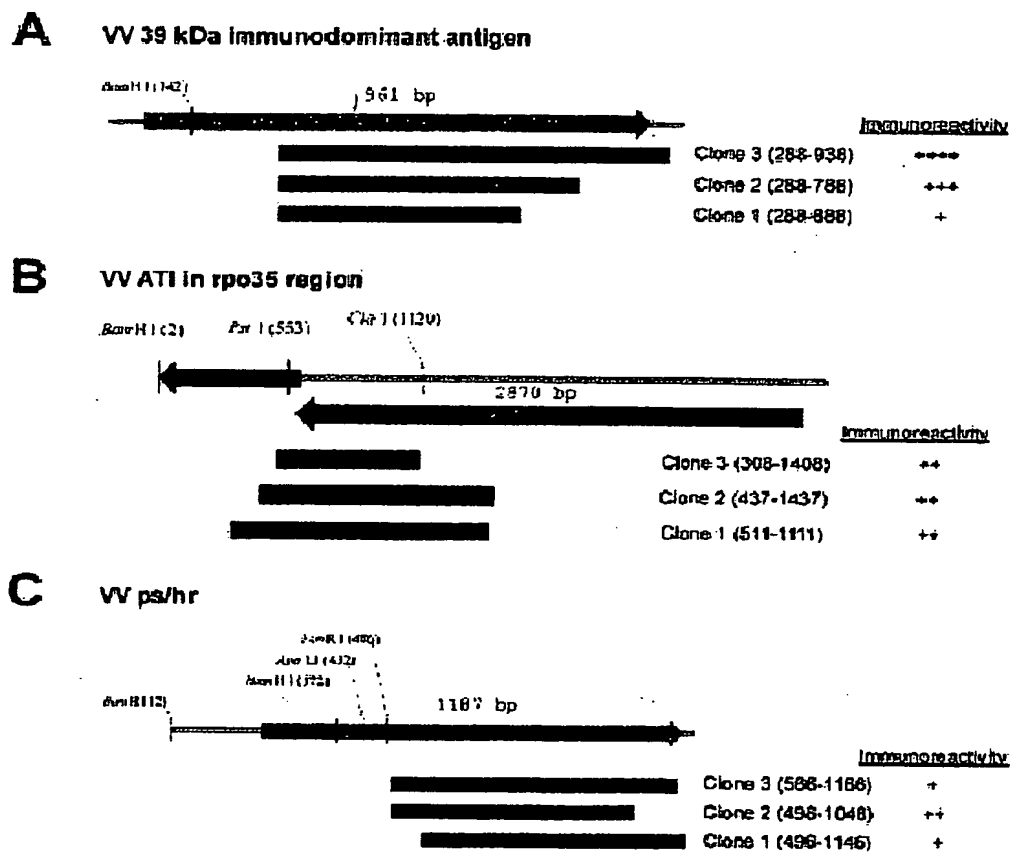 A VV 39 kDa immunodominant antigen
961 bp
Immunoreactivity
Clone 3 (288-938) ++++
Clone 2 (288-788) +++
Clone 1 (288-688) +
B VV ATI in rpo35 region
BamH I (2) Pst I (553) Cla I (1120)
2870 bp
Immunoreactivity
Clone 3 (308-1408) ++
Clone 2 (437-1437) ++
Clone 1 (511-1111) ++
C VV ps/hr
1187 bp
Immunoreactivity
Clone 3 (566-1166) +
Clone 2 (498-1048) ++
Clone 1 (496-1146) +